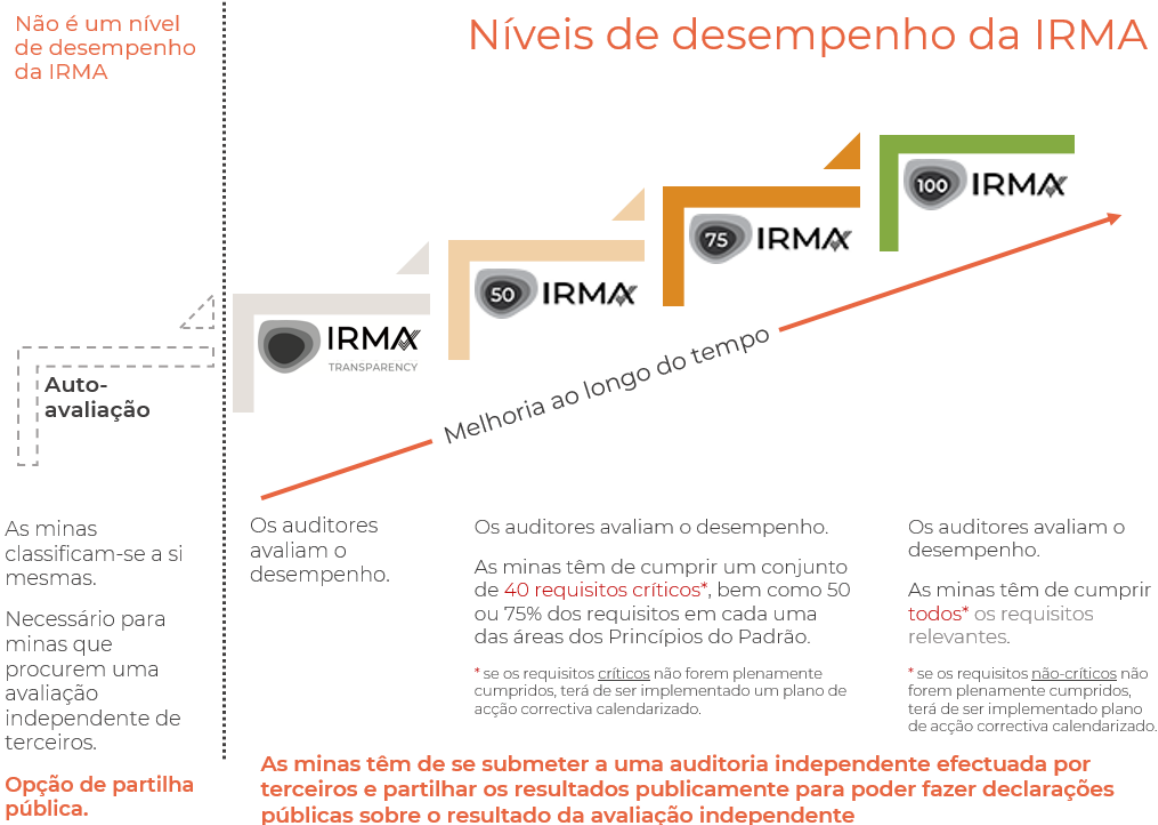 Não é um nível
de desempenho
da IRMA
Níveis de desempenho da IRMA
100 IRMA
75 IRMA
50 IRMA
IRMA
TRANSPARENCY
Auto-
avaliação
Melhoria ao longo do tempo
As minas
classificam-se a si
mesmas.
Necessário para
minas que
procurem uma
avaliação
independente de
terceiros.
Opção de partilha
pública.
Os auditores
avaliam o
desempenho.
Os auditores avaliam o desempenho.
As minas têm de cumprir um conjunto
de 40 requisitos críticos*, bem como 50
ou 75% dos requisitos em cada uma
das áreas dos Princípios do Padrão.
* se os requisitos críticos não forem plenamente
cumpridos, terá de ser implementado um plano de
acção correctiva calendarizado.
Os auditores avaliam o
desempenho.
As minas têm de cumprir
todos* os requisitos
relevantes.
* se os requisitos não-críticos não
forem plenamente cumpridos,
terá de ser implementado plano
de acção correctiva calendarizado.
As minas têm de se submeter a uma auditoria independente efectuada por
terceiros e partilhar os resultados publicamente para poder fazer declarações
públicas sobre o resultado da avaliação independente